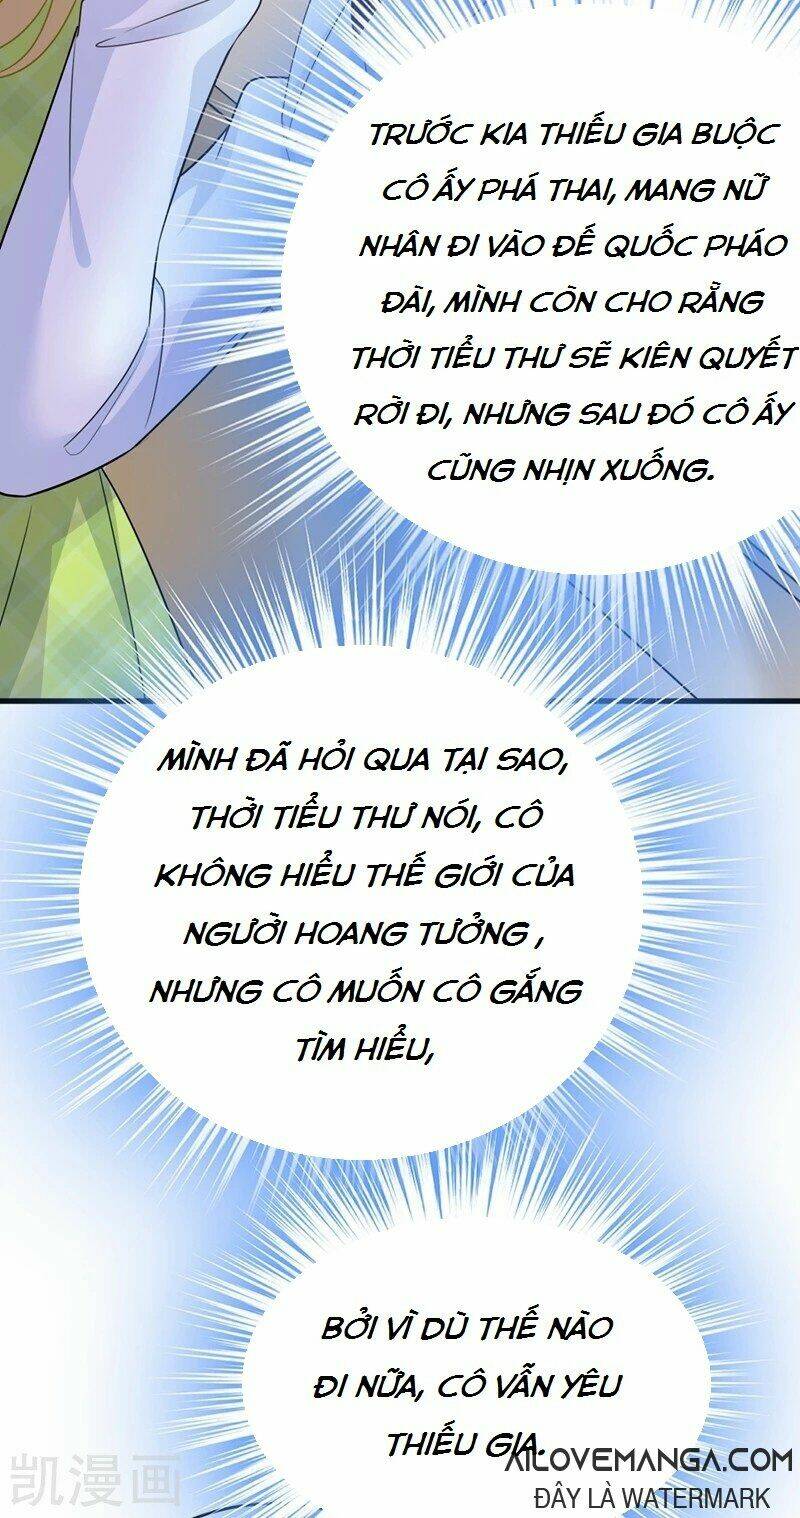 TRƯỚC KIA THIẾU GIA BUỘC
CÔ ẤY PHÁ THAI, MANG NỮ
NHÂN ĐI VÀO ĐẾ QUỐC PHÁO
ĐÀI, MÌNH CÒN CHO RẰNG
THỜI TIỂU THƯ SẼ KIÊN QUYẾT
RỜI ĐI, NHƯNG SAU ĐÓ CÔ ẤY
CŨNG NHỊN XUỐNG.
MÌNH ĐÃ HỎI QUA TẠI SAO,
THỜI TIỂU THƯ NÓI, CÔ
KHÔNG HIỂU THẾ GIỚI CỦA
NGƯỜI HOANG TƯỞNG ,
NHƯNG CÔ MUỐN CÔ GẮNG
TÌM HIỂU,
BỞI VÌ DÙ THẾ NÀO
ĐI NỮA, CÔ VẪN YÊU
THIẾU GIA.
凯漫画
AILOVEMANGA.COM
ĐÂY LÀ WATERMARK